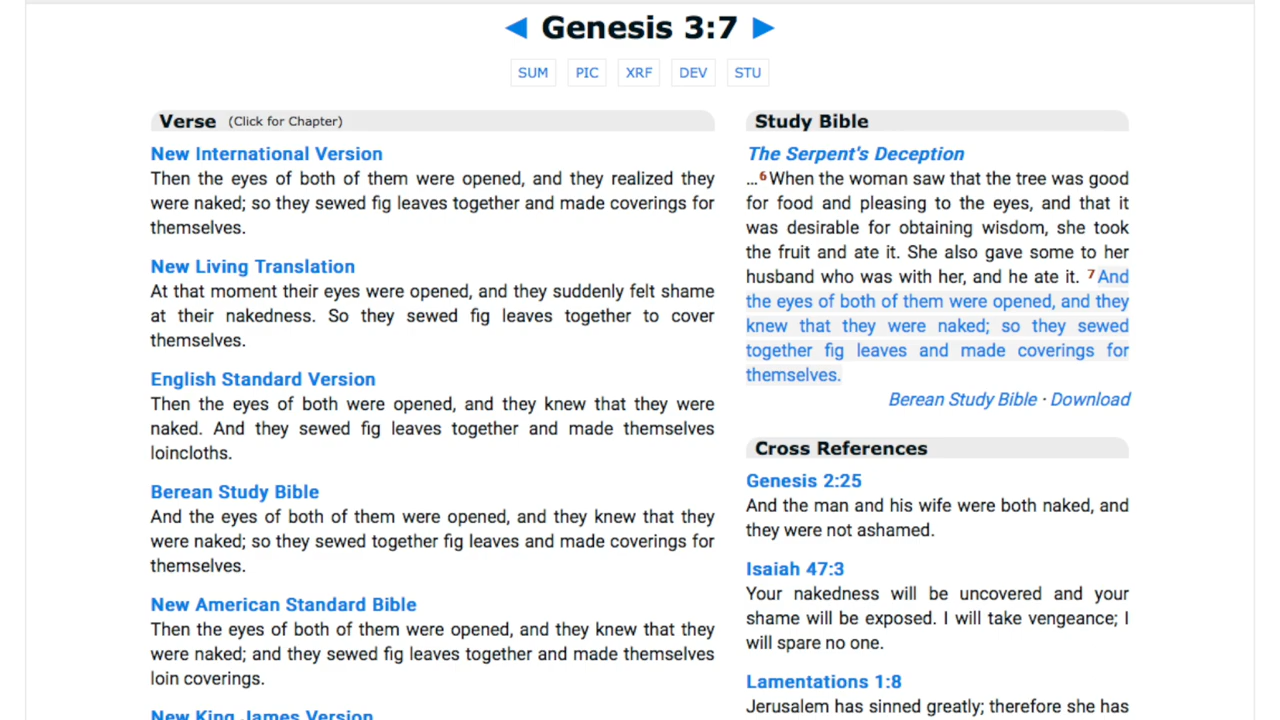 ◀ Genesis 3:7 ▶
SUM PIC XRF DEV STU
Verse (Click for Chapter)
New International Version
Then the eyes of both of them were opened, and they realized they
were naked; so they sewed fig leaves together and made coverings for
themselves.
New Living Translation
At that moment their eyes were opened, and they suddenly felt shame
at their nakedness. So they sewed fig leaves together to cover
themselves.
English Standard Version
Then the eyes of both were opened, and they knew that they were
naked. And they sewed fig leaves together and made themselves
loincloths.
Berean Study Bible
And the eyes of both of them were opened, and they knew that they
were naked; so they sewed together fig leaves and made coverings for
themselves.
New American Standard Bible
Then the eyes of both of them were opened, and they knew that they
were naked; and they sewed fig leaves together and made themselves
loin coverings.
New King James Version
Study Bible
The Serpent's Deception
…6When the woman saw that the tree was good
for food and pleasing to the eyes, and that it
was desirable for obtaining wisdom, she took
the fruit and ate it. She also gave some to her
husband who was with her, and he ate it. 7And
the eyes of both of them were opened, and they
knew that they were naked; so they sewed
together fig leaves and made coverings for
themselves.
Berean Study Bible · Download
Cross References
Genesis 2:25
And the man and his wife were both naked, and
they were not ashamed.
Isaiah 47:3
Your nakedness will be uncovered and your
shame will be exposed. I will take vengeance; I
will spare no one.
Lamentations 1:8
Jerusalem has sinned greatly; therefore she has